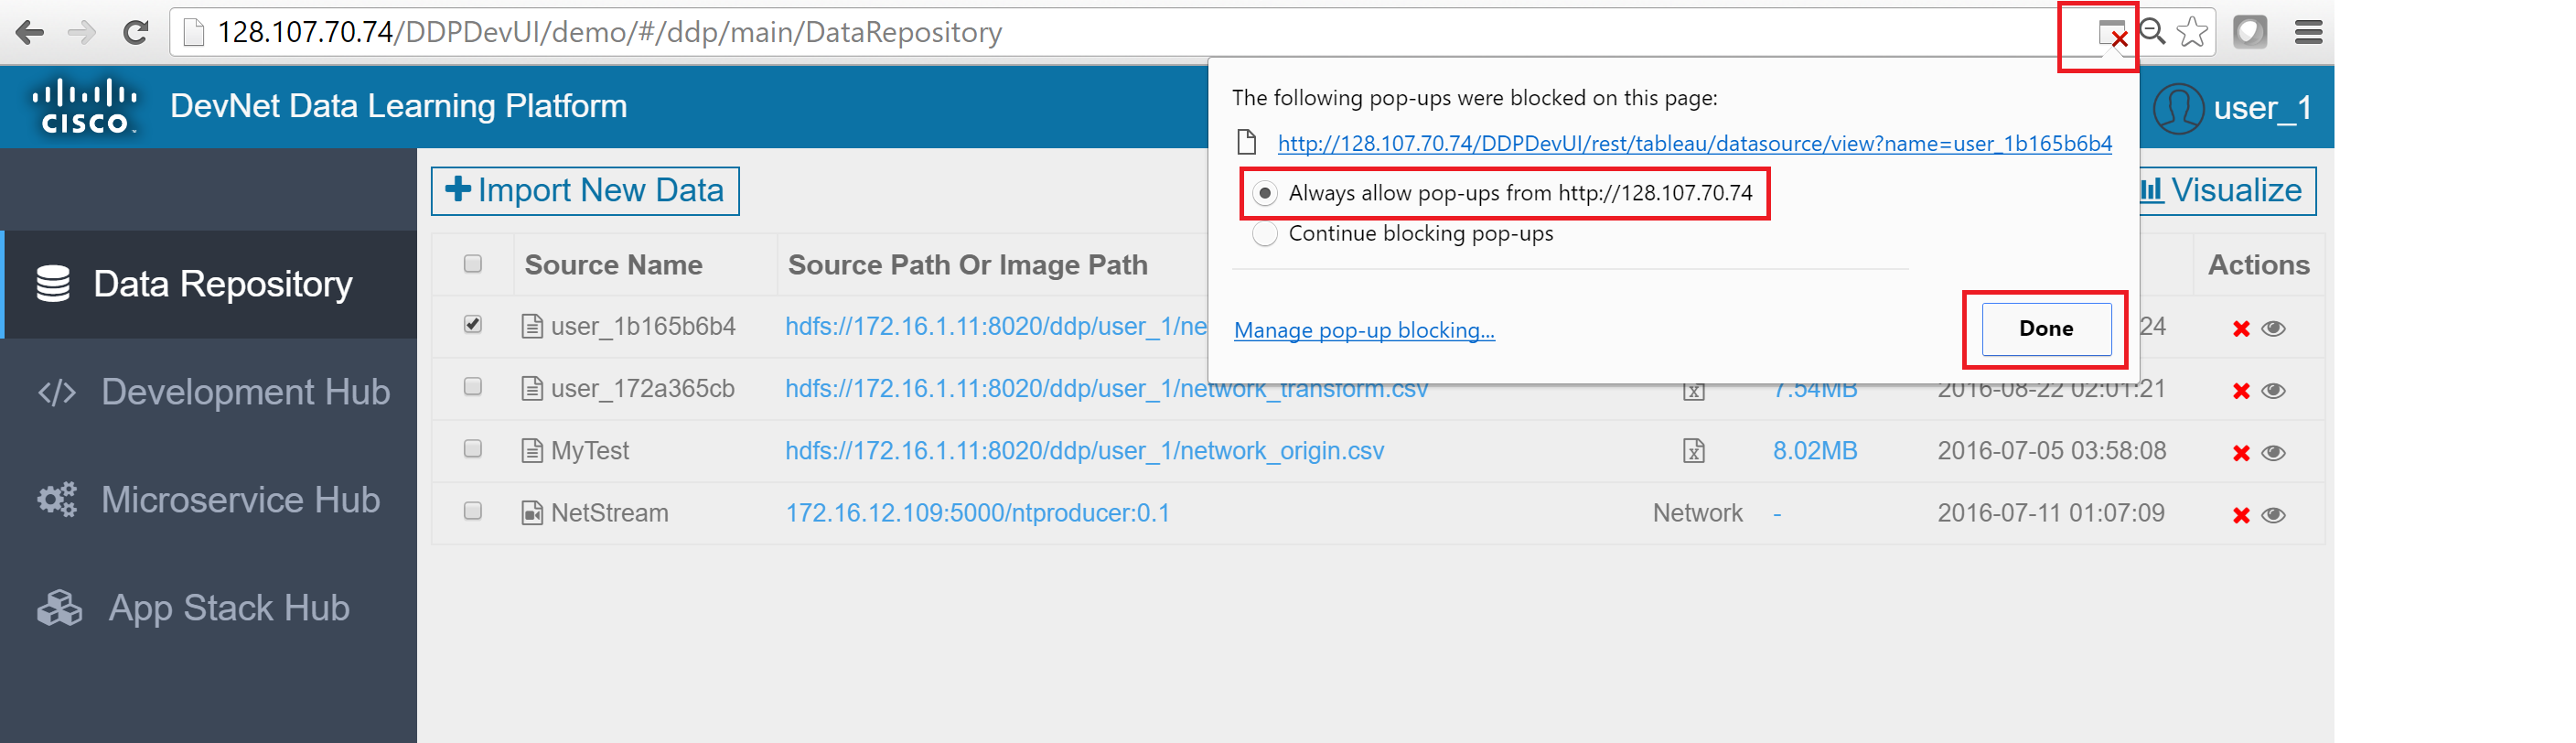 128.107.70.74/DDPDevUI/demo/#/ddp/main/DataRepository
CISCO
DevNet Data Learning Platform
user_1
The following pop-ups were blocked on this page:
http://128.107.70.74/DDPDevUI/rest/tableau/datasource/view?name=user_1b165b6b4
Always allow pop-ups from http://128.107.70.74
Continue blocking pop-ups
Manage pop-up blocking...
Done
Import New Data
Visualize
Data Repository
Development Hub
Microservice Hub
App Stack Hub
Source Name Source Path Or Image Path Actions
user_1b165b6b4 hdfs://172.16.1.11:8020/ddp/user_1/ne 24
user_172a365cb hdfs://172.16.1.11:8020/ddp/user_1/network_transform.csv 7.54MB 2016-08-22 02:01:21
MyTest hdfs://172.16.1.11:8020/ddp/user_1/network_origin.csv 8.02MB 2016-07-05 03:58:08
NetStream 172.16.12.109:5000/ntproducer:0.1 Network - 2016-07-11 01:07:09